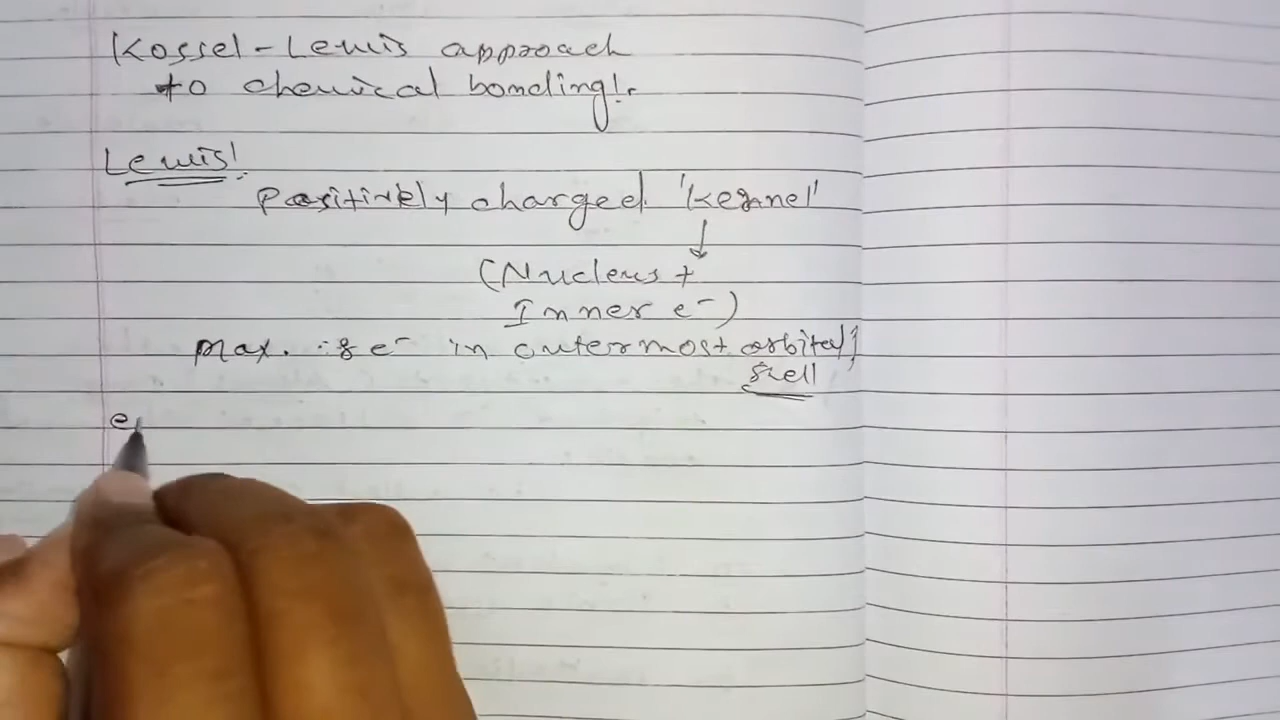 Kossel-Lewis approach
to chemical bonding!.
Lewis!.
Positively charged 'kernel'
↓
(Nucleus +
Inner e⁻)
max. :8 e⁻ in outermost orbital/
shell
e